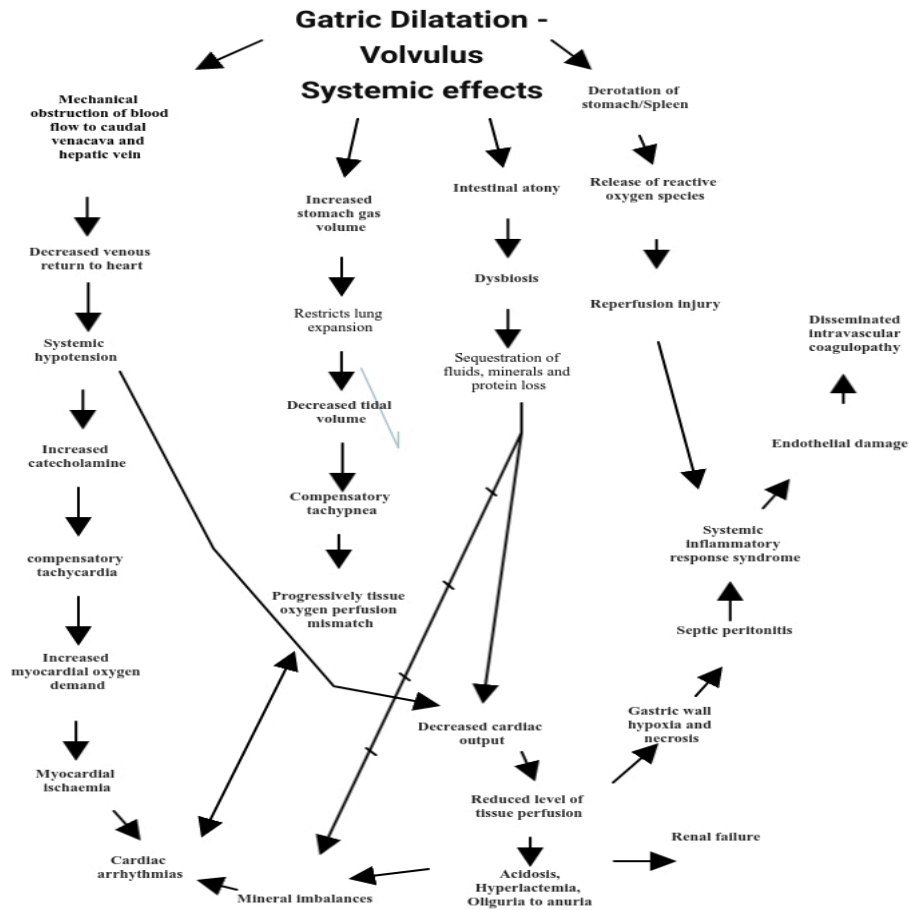 Gatric Dilatation -
Volvulus
Systemic effects
Mechanical
obstruction of blood
flow to caudal
venacava and
hepatic vein
Decreased venous
return to heart
Systemic
hypotension
Increased
catecholamine
compensatory
tachycardia
Increased
myocardial oxygen
demand
Myocardial
ischaemia
Cardiac
arrhythmias
Increased
stomach gas
volume
Restricts lung
expansion
Decreased tidal
volume
Compensatory
tachypnea
Progressively tissue
oxygen perfusion
mismatch
Intestinal atony
Dysbiosis
Sequestration of
fluids, minerals and
protein loss
Decreased cardiac
output
Reduced level of
tissue perfusion
Acidosis,
Hyperlactemia,
Oliguria to anuria
Mineral imbalances
Renal failure
Derotation of
stomach/Spleen
Release of reactive
oxygen species
Reperfusion injury
Gastric wall
hypoxia and
necrosis
Septic peritonitis
Systemic
inflammatory
response syndrome
Endothelial damage
Disseminated
intravascular
coagulopathy